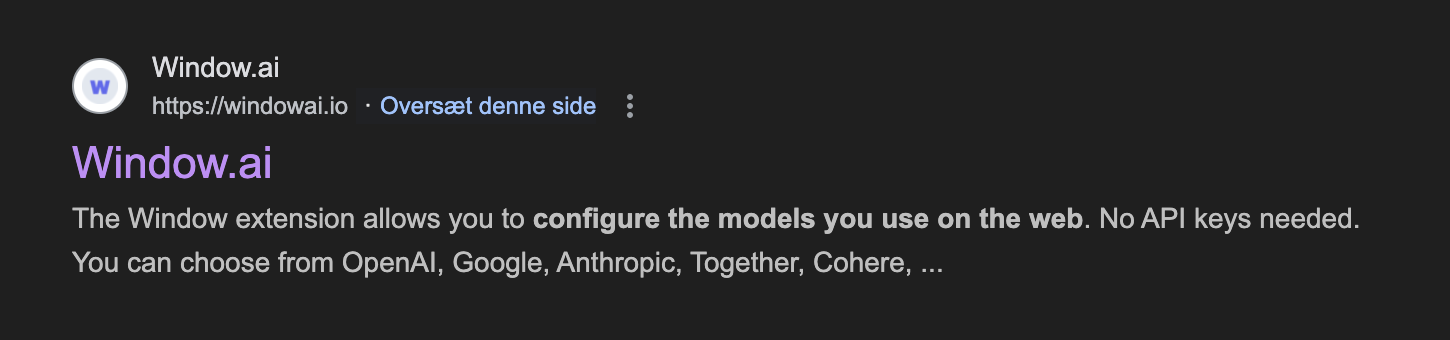 W
Window.ai
https://windowai.io · Oversæt denne side
Window.ai
The Window extension allows you to configure the models you use on the web. No API keys needed.
You can choose from OpenAI, Google, Anthropic, Together, Cohere, ...